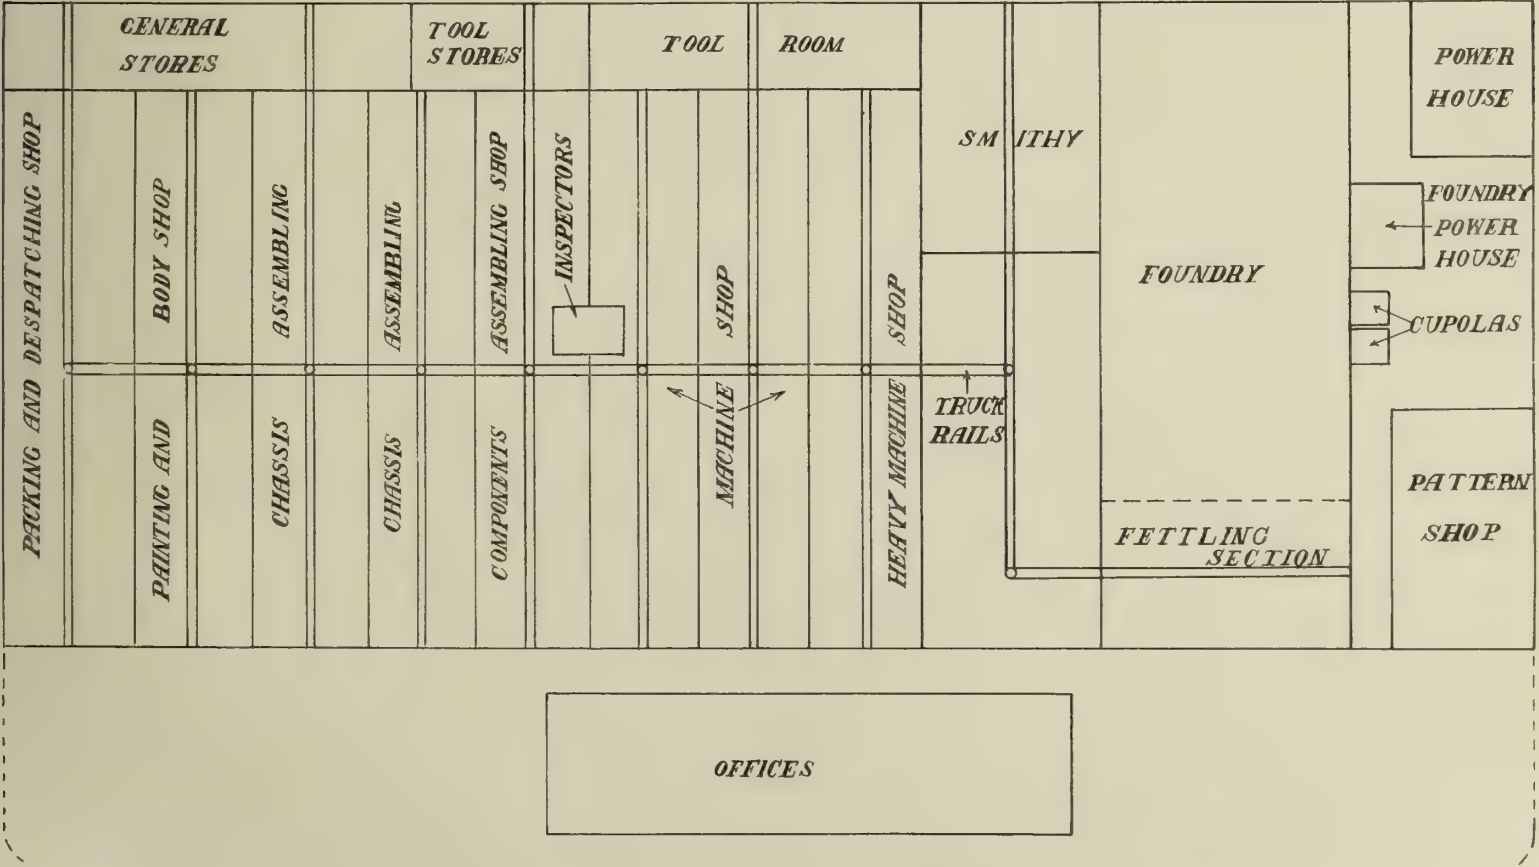 GENERAL
STORES
TOOL
STORES
TOOL ROOM
POWER
HOUSE
SMITHY
FOUNDRY
POWER
HOUSE
CUPOLAS
PACKING AND DESPATCHING SHOP
PAINTING AND BODY SHOP
CHASSIS ASSEMBLING
CHASSIS ASSEMBLING
COMPONENTS ASSEMBLING SHOP
INSPECTORS
MACHINE SHOP
HEAVY MACHINE SHOP
FOUNDRY
TRUCK
RAILS
FETTLING
SECTION
PATTERN
SHOP
OFFICES